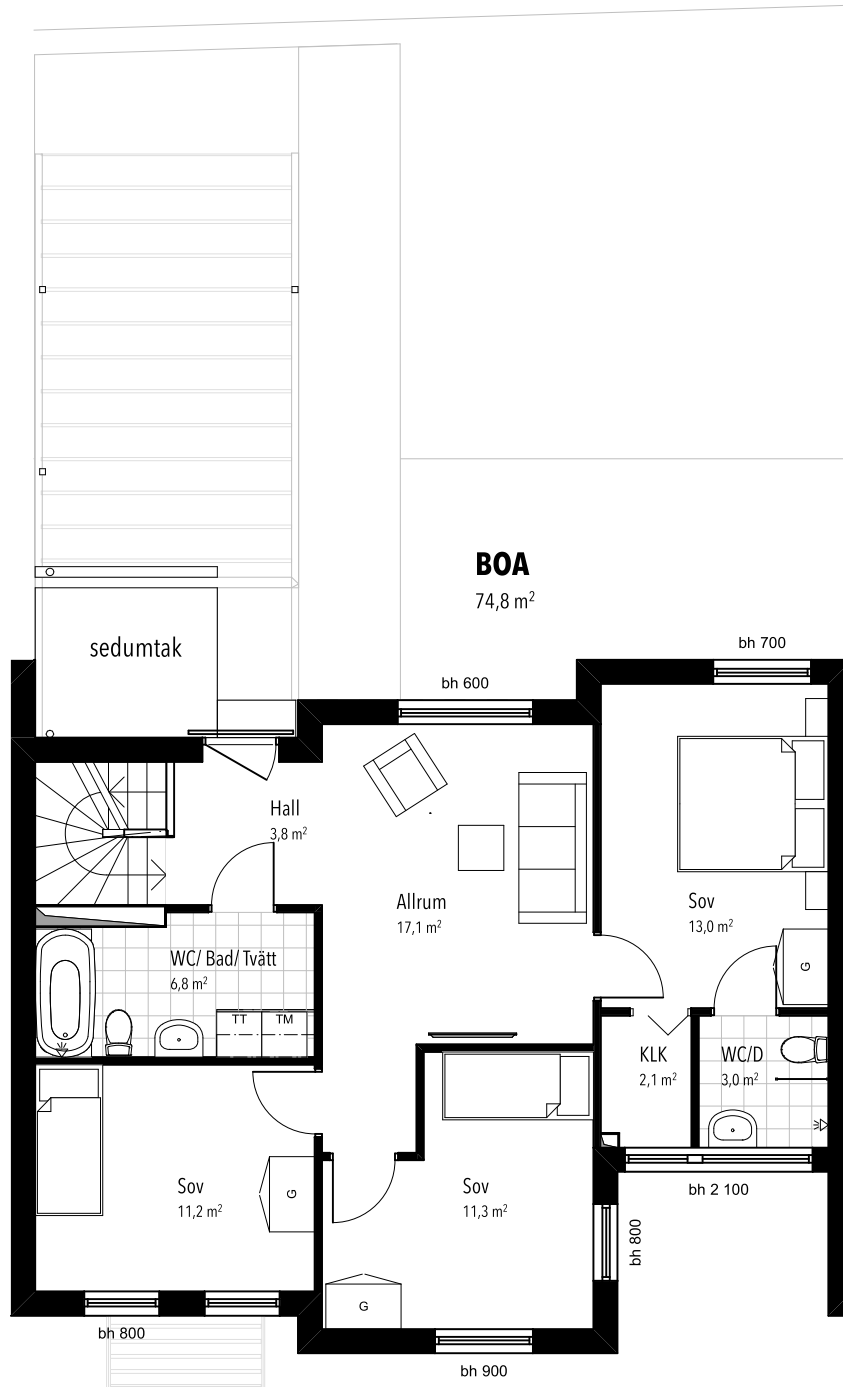 BOA
74,8 m²
sedumtak
bh 700
bh 600
Hall
3,8 m²
Allrum
17,1 m²
Sov
13,0 m²
G
WC/ Bad/ Tvätt
6,8 m²
TT
TM
KLK
2,1 m²
WC/D
3,0 m²
Sov
11,2 m²
G
Sov
11,3 m²
bh 2 100
bh 800
G
bh 800
bh 900